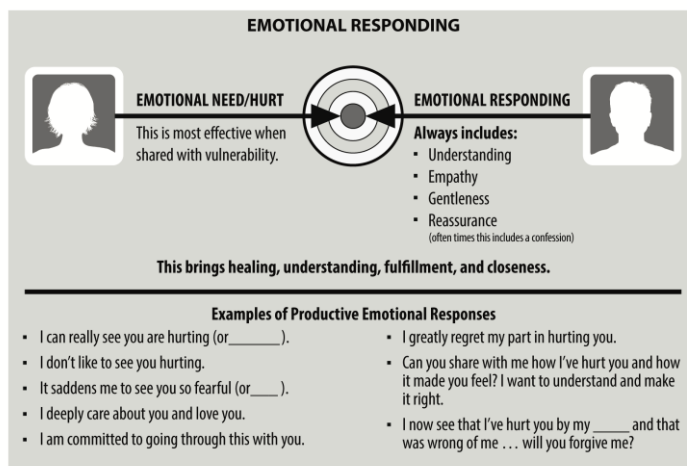 EMOTIONAL RESPONDING
EMOTIONAL NEED/HURT
This is most effective when
shared with vulnerability.
EMOTIONAL RESPONDING
Always includes:
▪ Understanding
▪ Empathy
▪ Gentleness
▪ Reassurance
(often times this includes a confession)
This brings healing, understanding, fulfillment, and closeness.
Examples of Productive Emotional Responses
▪ I can really see you are hurting (or_______).
▪ I don't like to see you hurting.
▪ It saddens me to see you so fearful (or____ ).
▪ I deeply care about you and love you.
▪ I am committed to going through this with you.
▪ I greatly regret my part in hurting you.
▪ Can you share with me how I've hurt you and how
it made you feel? I want to understand and make
it right.
▪ I now see that I've hurt you by my _____ and that
was wrong of me … will you forgive me?